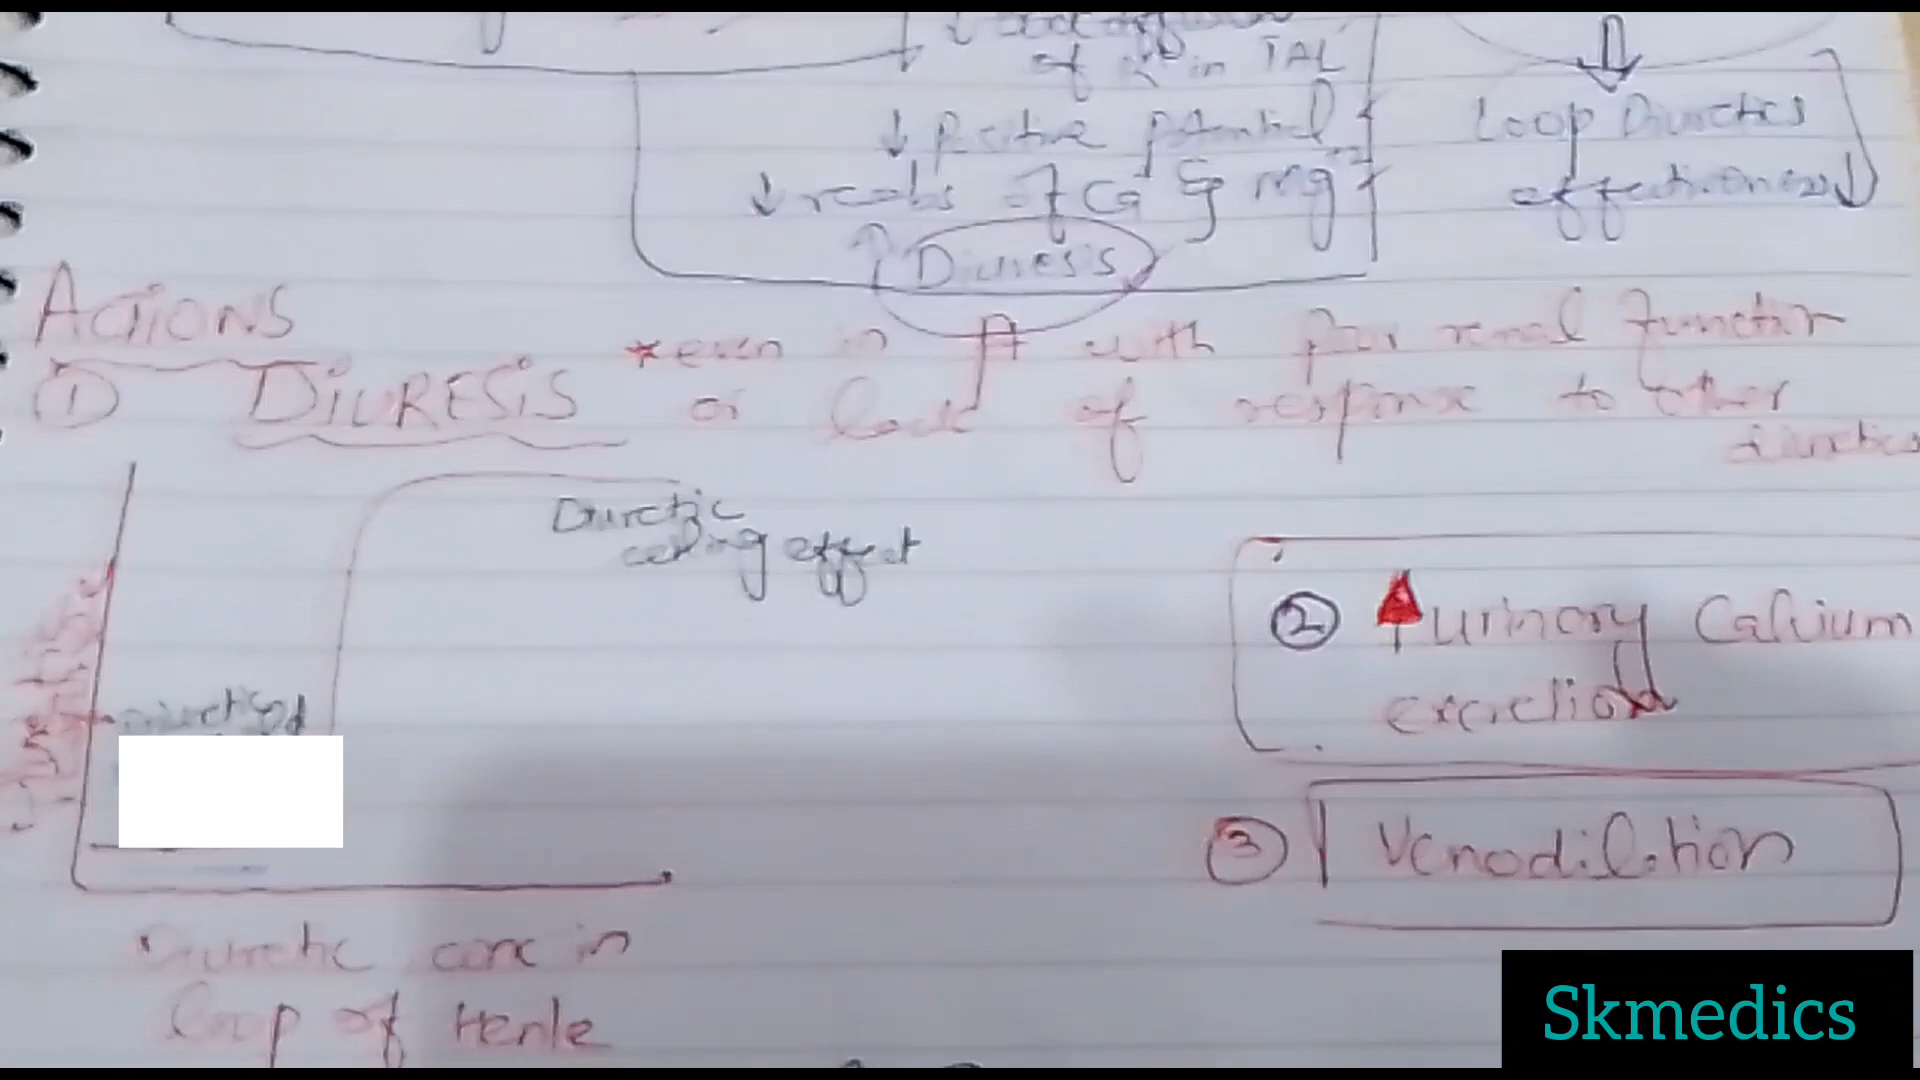 of K in TAL
↓ positive potential
↓ reabs of Ca & mg
↑ Diuresis
Loop Diuretics
effectiveness ↓
ACTIONS
① DIURESIS *even in Pt with poor renal function
or lack of response to other
diuretics
Diuretic
ceiling effect
Diuretic conc in
loop of Henle
② ↑ urinary Calcium
excretion
③ Venodilation
Skmedics